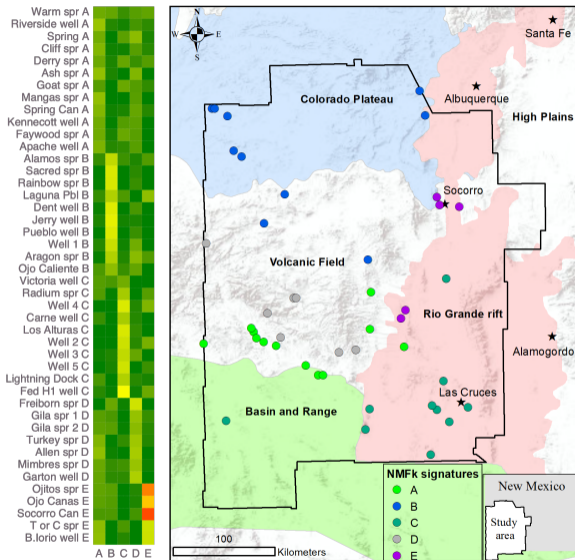 Warm spr A
Riverside well A
Spring A
Cliff spr A
Derry spr A
Ash spr A
Goat spr A
Mangas spr A
Spring Can A
Kennecott well A
Faywood spr A
Apache well A
Alamos spr B
Sacred spr B
Rainbow spr B
Laguna Pbl B
Dent well B
Jerry well B
Pueblo well B
Well 1 B
Aragon spr B
Ojo Caliente B
Victoria well C
Radium spr C
Well 4 C
Carne well C
Los Alturas C
Well 2 C
Well 3 C
Well 5 C
Lightning Dock C
Fed H1 well C
Freiborn spr D
Gila spr 1 D
Gila spr 2 D
Turkey spr D
Allen spr D
Mimbres spr D
Garton well D
Ojitos spr E
Ojo Canas E
Socorro Can E
T or C spr E
B.Iorio well E
A B C D E
N
W E
S
Santa Fe
Albuquerque
Colorado Plateau
High Plains
Socorro
Volcanic Field
Rio Grande rift
Alamogordo
Las Cruces
Basin and Range
NMFk signatures
A
B
C
D
E
New Mexico
Study
area
100
Kilometers